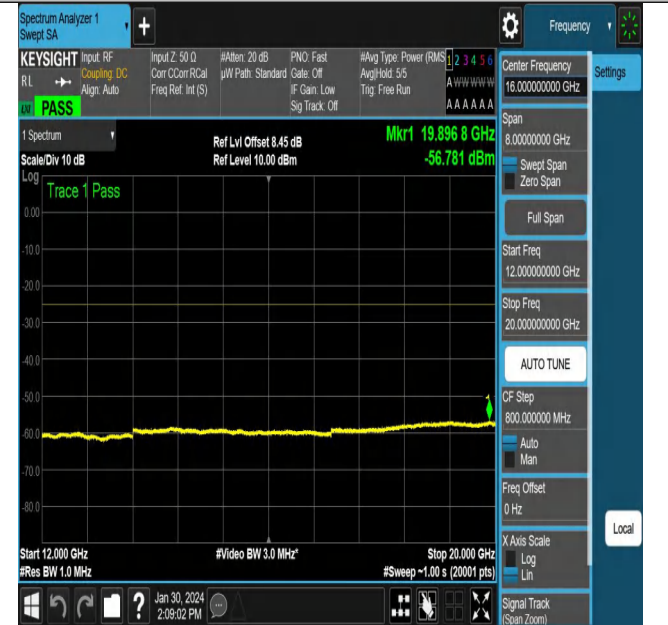 Spectrum Analyzer 1
Swept SA
+
Frequency
KEYSIGHT
RL
LXI PASS
Input: RF
Coupling: DC
Align: Auto
Input Z: 50 Ω
Corr CCorr RCal
Freq Ref: Int (S)
#Atten: 20 dB
µW Path: Standard
PNO: Fast
Gate: Off
IF Gain: Low
Sig Track: Off
#Avg Type: Power (RMS
Avg|Hold: 5/5
Trig: Free Run
1 2 3 4 5 6
A W W W W W
A A A A A A
1 Spectrum
Scale/Div 10 dB
Ref Lvl Offset 8.45 dB
Ref Level 10.00 dBm
Mkr1 19.896 8 GHz
-56.781 dBm
Log
Trace 1 Pass
0.00
-10.0
-20.0
-30.0
-40.0
-50.0
-60.0
-70.0
-80.0
1
Start 12.000 GHz
#Res BW 1.0 MHz
#Video BW 3.0 MHz*
Stop 20.000 GHz
#Sweep ~1.00 s (20001 pts)
Center Frequency
16.000000000 GHz
Settings
Span
8.00000000 GHz
Swept Span
Zero Span
Full Span
Start Freq
12.000000000 GHz
Stop Freq
20.000000000 GHz
AUTO TUNE
CF Step
800.000000 MHz
Auto
Man
Freq Offset
0 Hz
X Axis Scale
Log
Lin
Local
Signal Track
(Span Zoom)
?
Jan 30, 2024
2:09:02 PM